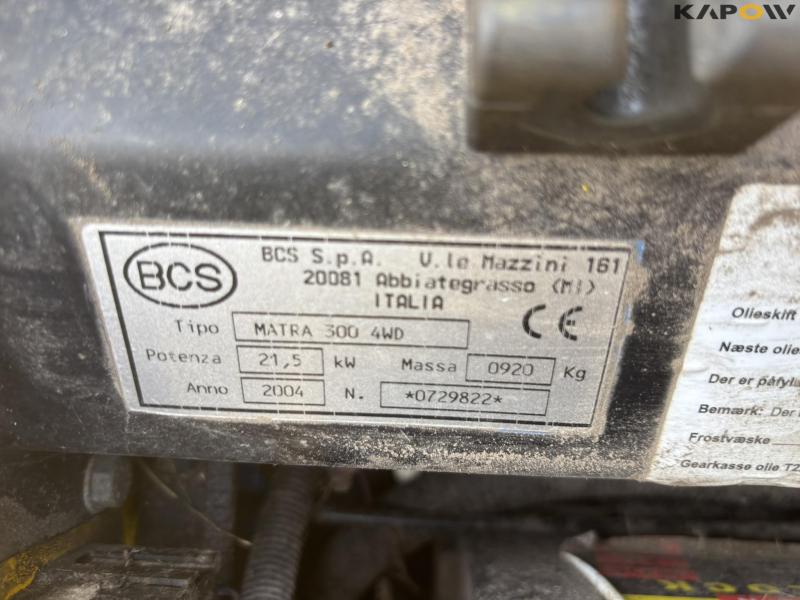 KAPOW
BCS
BCS S.p.A. V.le Mazzini 161
20081 Abbiategrasso (MI)
ITALIA
Tipo MATRA 300 4WD
CE
Potenza 21,5 kW Massa 0920 Kg
Anno 2004 N. *0729822*
Olieskift
Næste olie
Der er påfyl
Bemærk: Der
Frostvæske
Gearkasse olie T2